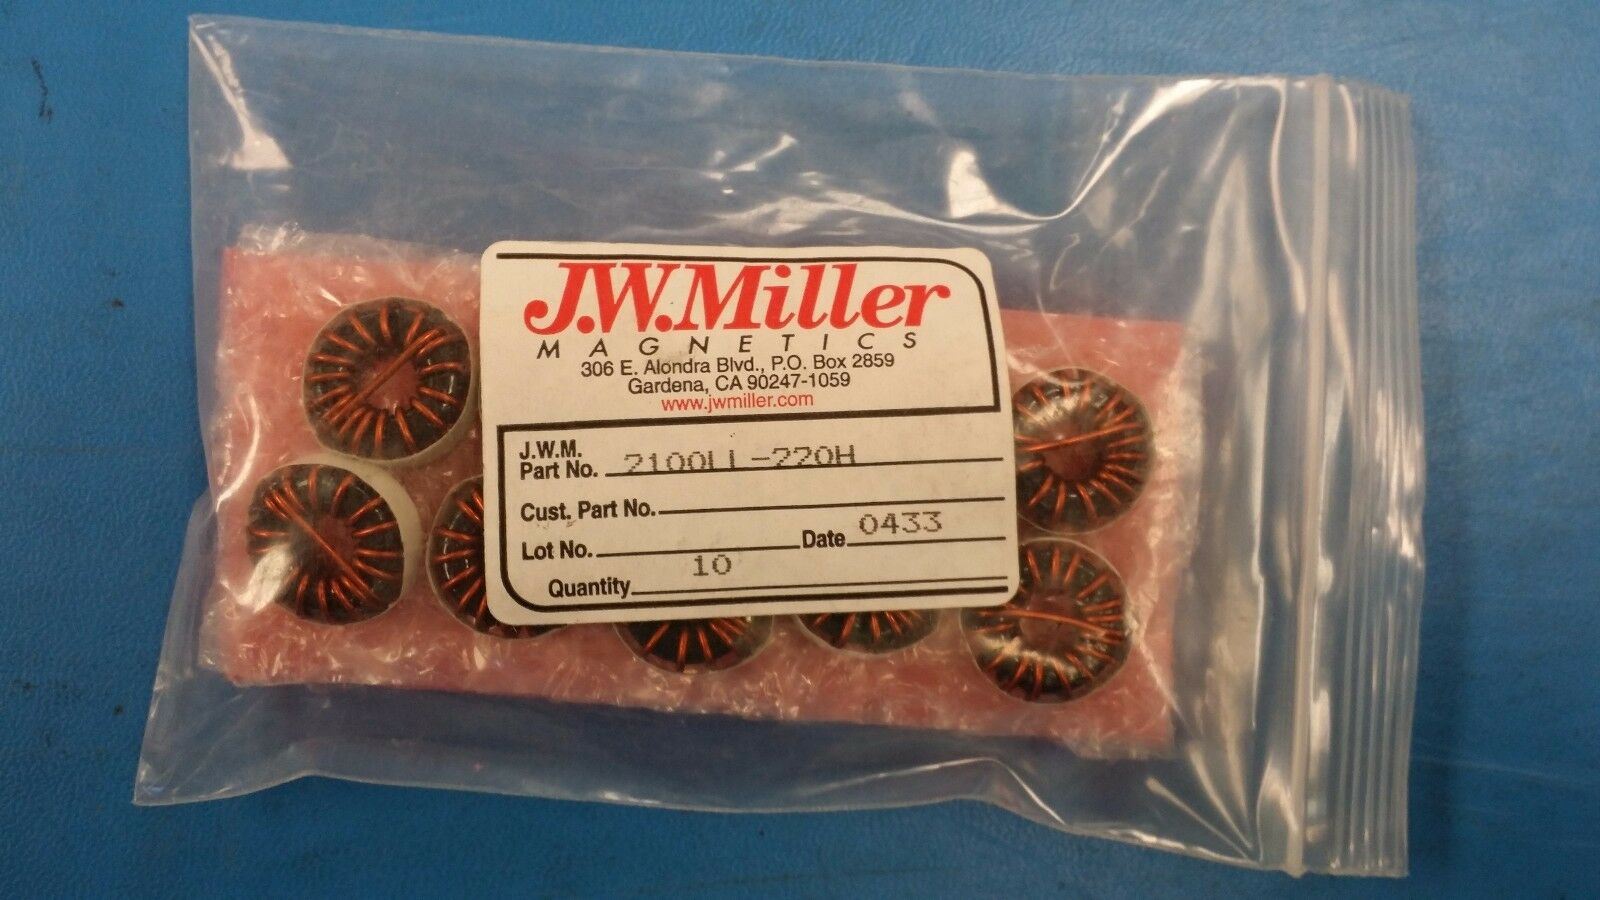 J.W.Miller
MAGNETICS
306 E. Alondra Blvd., P.O. Box 2859
Gardena, CA 90247-1059
www.jwmiller.com
J.W.M.
Part No. 2100LL-220H
Cust. Part No.
Lot No. Date 0433
Quantity 10